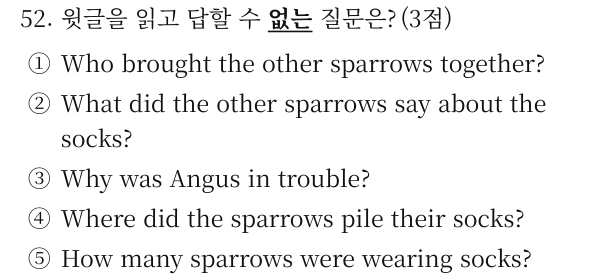 52. 윗글을 읽고 답할 수 없는 질문은?(3점)
① Who brought the other sparrows together?
② What did the other sparrows say about the
socks?
③ Why was Angus in trouble?
④ Where did the sparrows pile their socks?
⑤ How many sparrows were wearing socks?